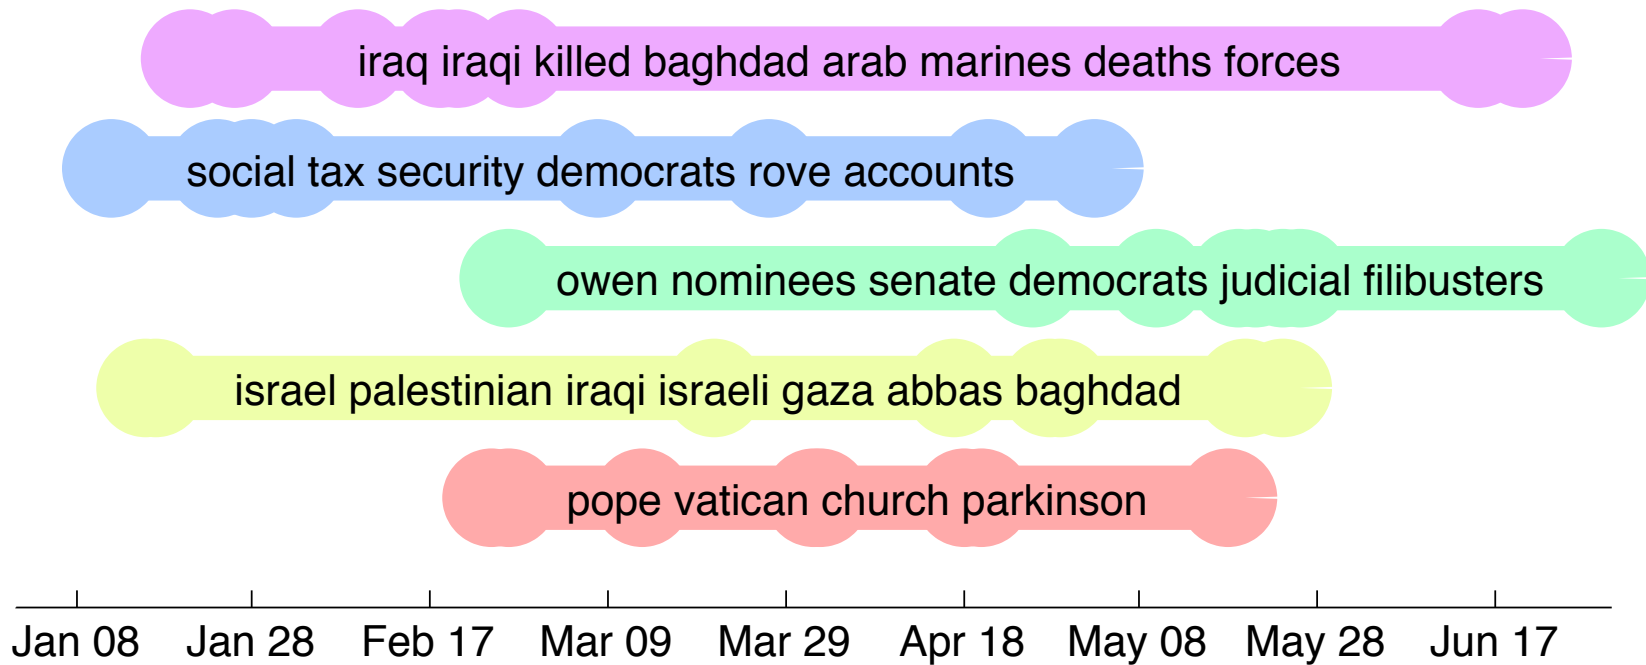 iraq iraqi killed baghdad arab marines deaths forces
social tax security democrats rove accounts
owen nominees senate democrats judicial filibusters
israel palestinian iraqi israeli gaza abbas baghdad
pope vatican church parkinson
Jan 08 Jan 28 Feb 17 Mar 09 Mar 29 Apr 18 May 08 May 28 Jun 17